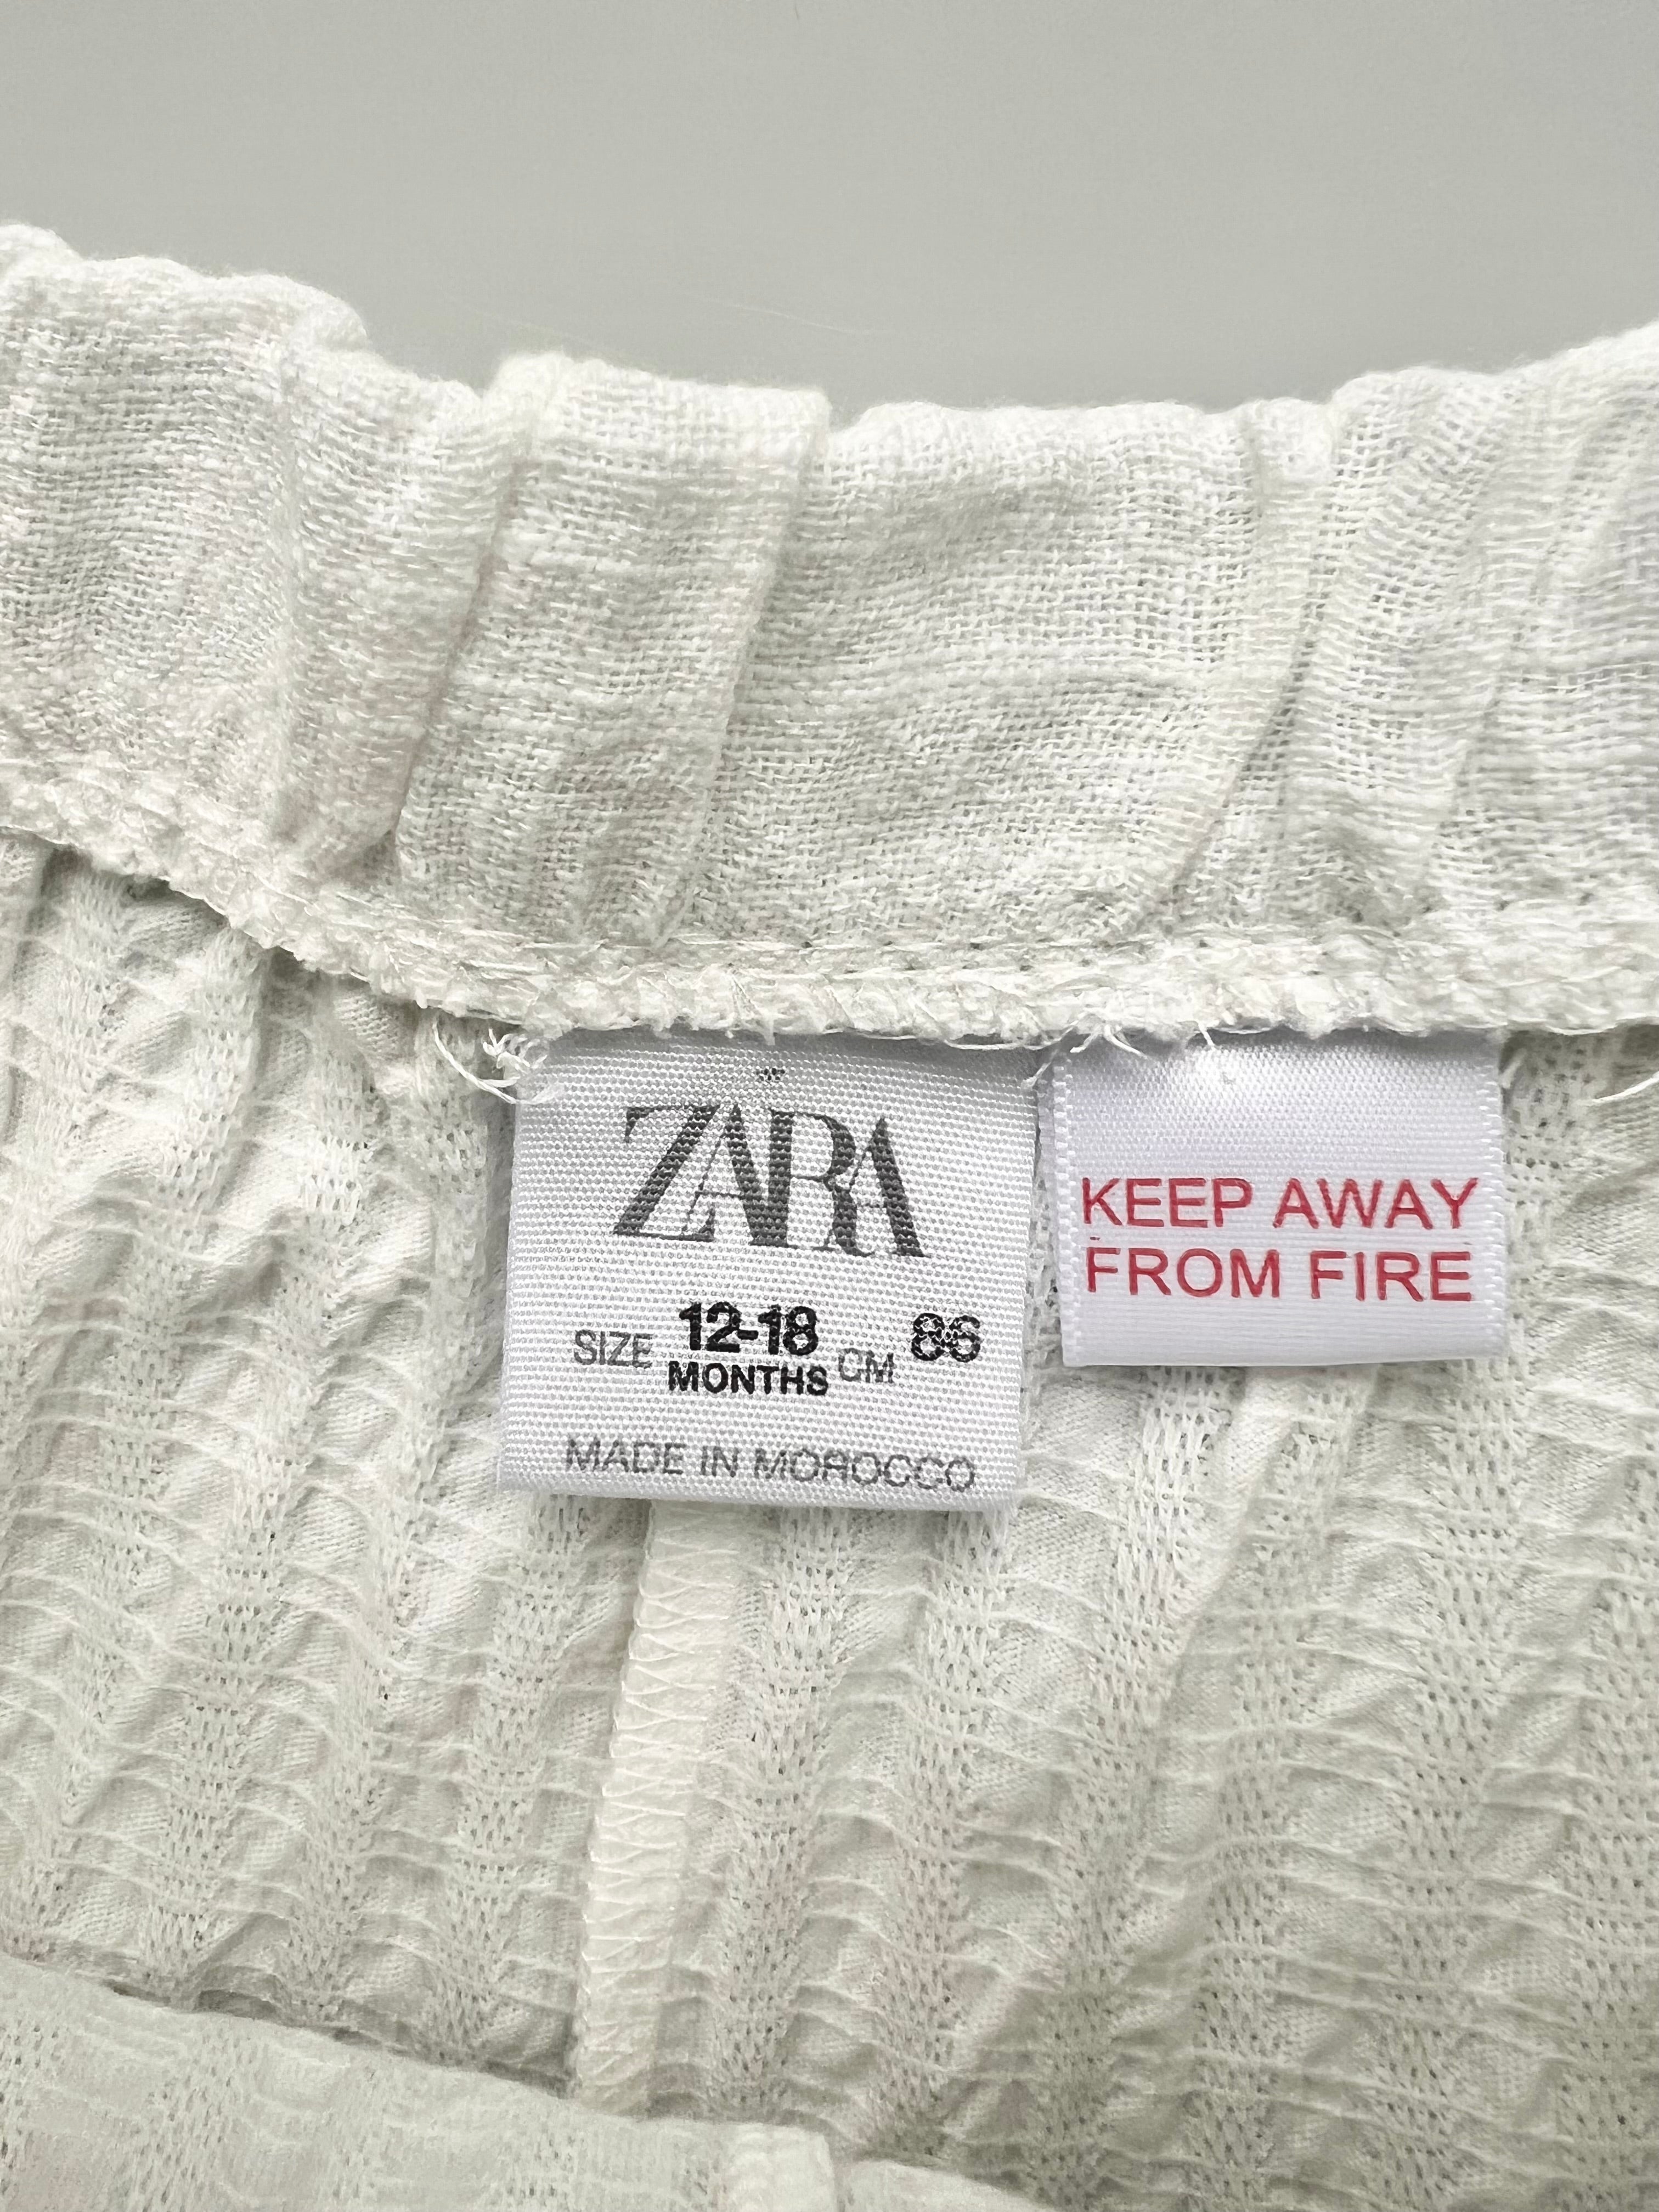 ZARA
SIZE 12-18 MONTHS CM 86
MADE IN MOROCCO
KEEP AWAY
FROM FIRE